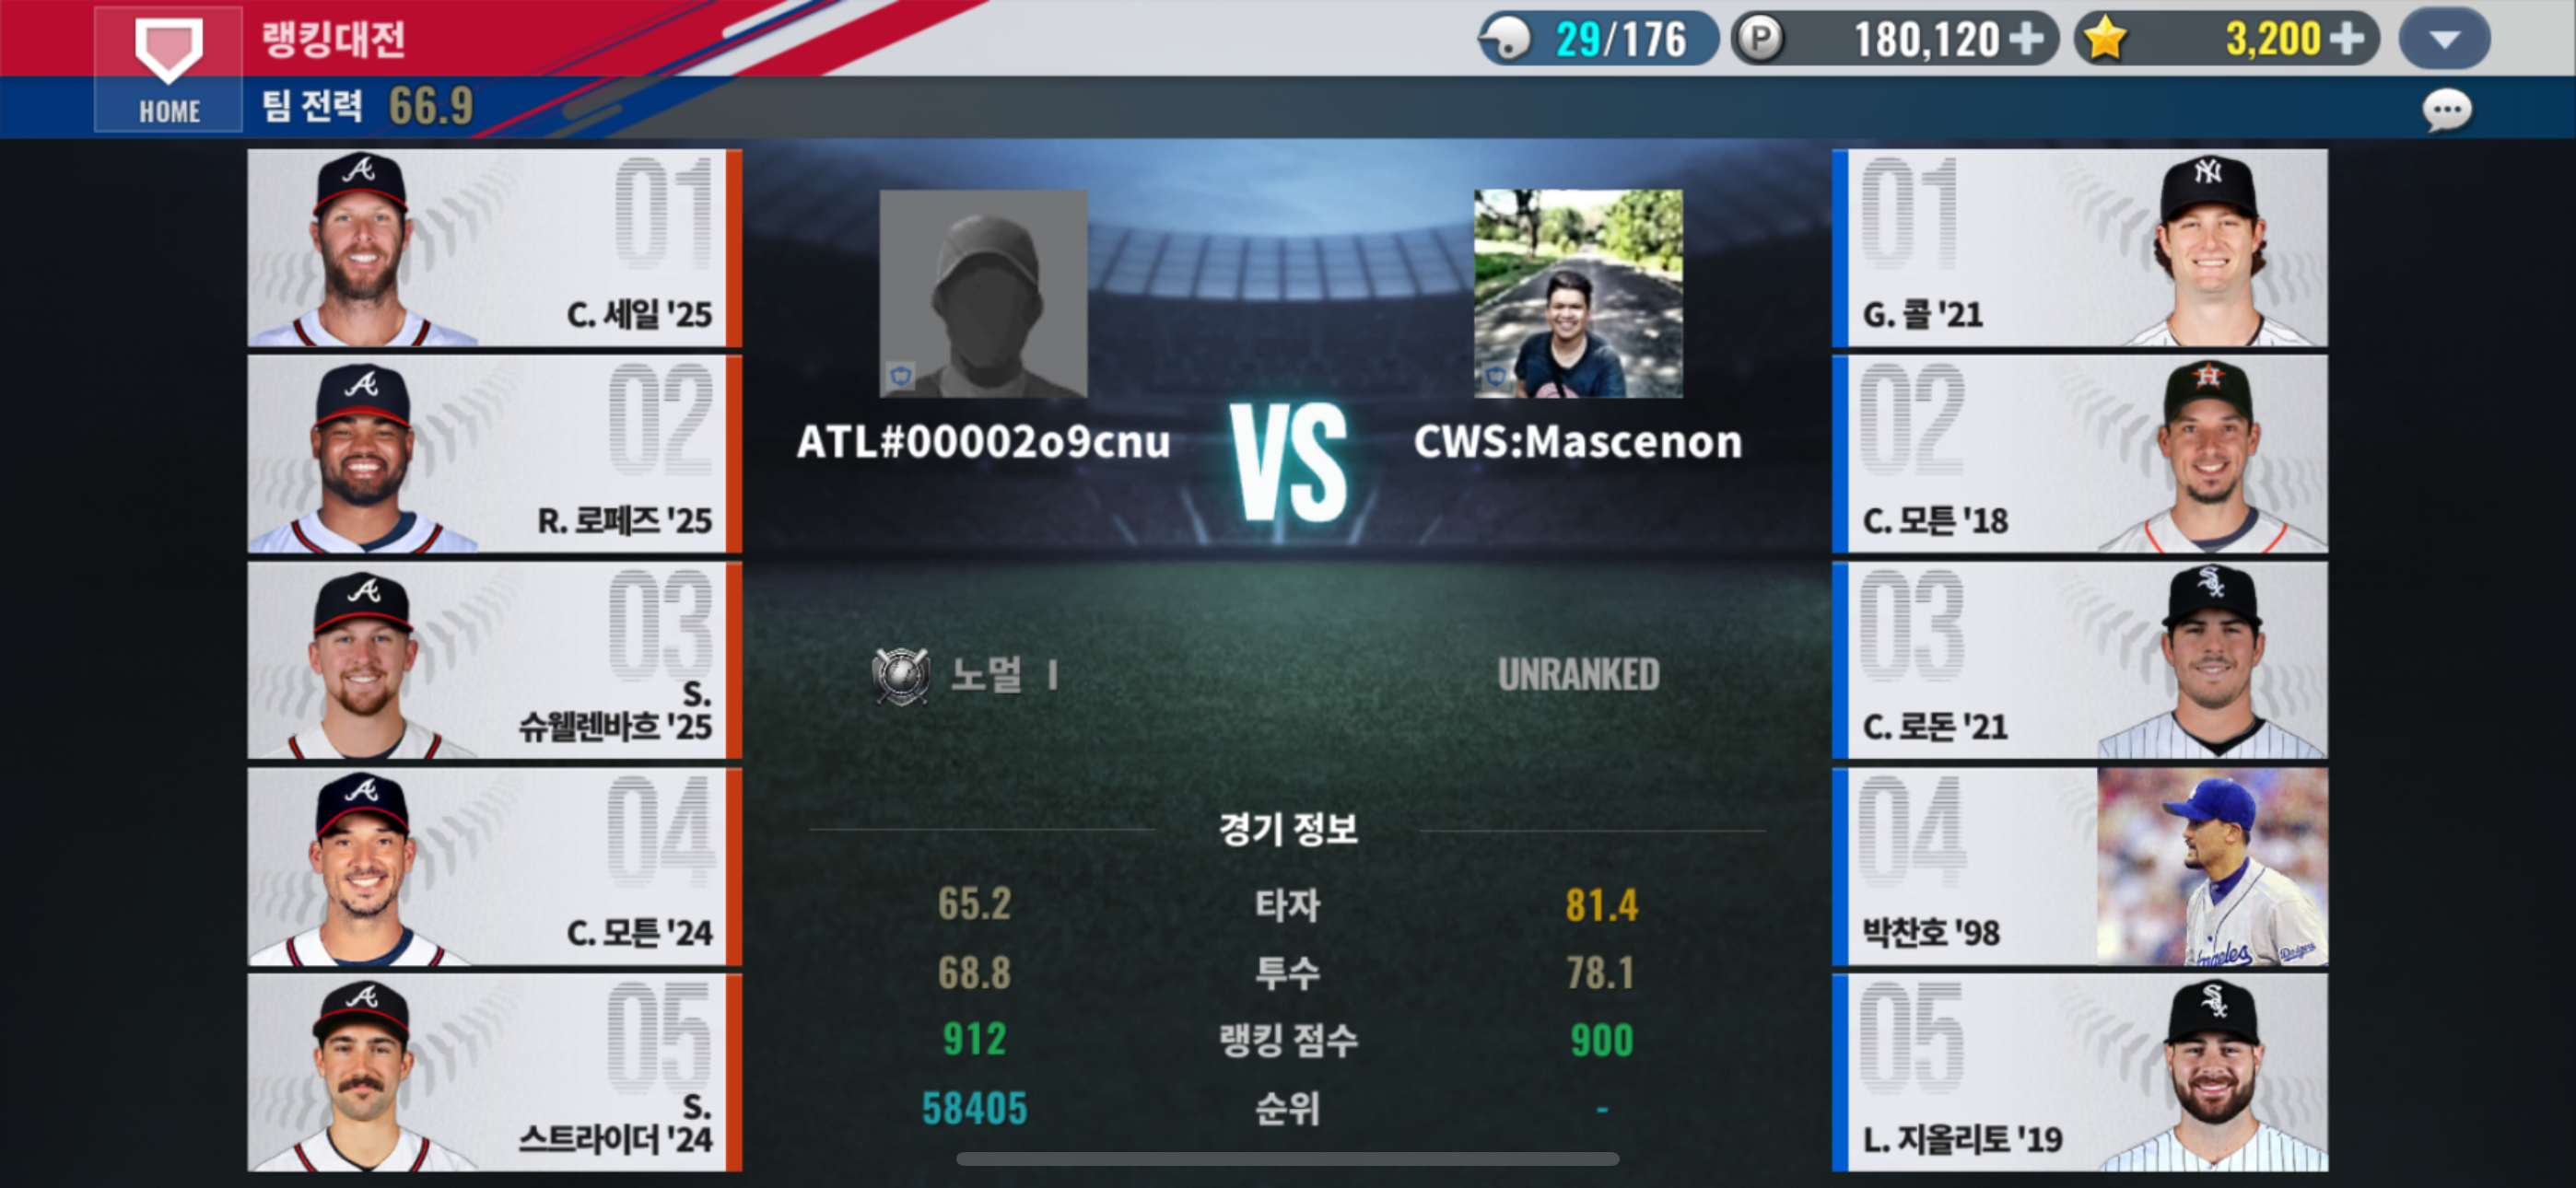 랭킹대전
29/176
P
180,120
3,200
HOME
팀 전력 66.9
01
C. 세일 '25
02
R. 로페즈 '25
03
S.
슈웰렌바흐 '25
04
C. 모튼 '24
05
S.
스트라이더 '24
ATL#00002o9cnu
VS
CWS:Mascenon
노멀 I
UNRANKED
경기 정보
65.2 타자 81.4
68.8 투수 78.1
912 랭킹 점수 900
58405 순위 -
01
G. 콜 '21
02
C. 모튼 '18
03
C. 로돈 '21
04
박찬호 '98
05
L. 지올리토 '19